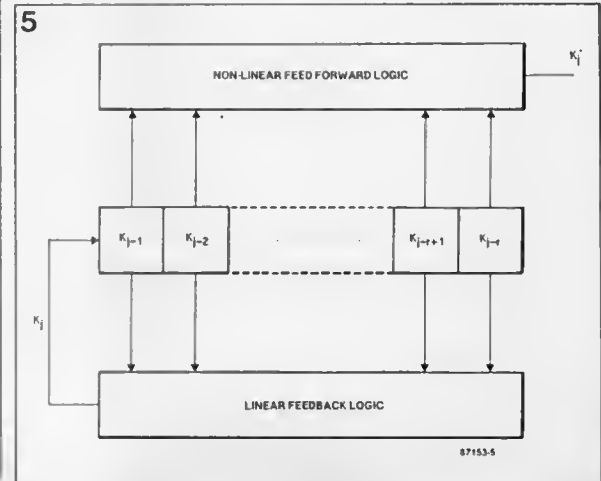 5
NON-LINEAR FEED FORWARD LOGIC
Kj'
Kj-1 Kj-2 Kj-r+1 Kj-r
Kj
LINEAR FEEDBACK LOGIC
87153-5